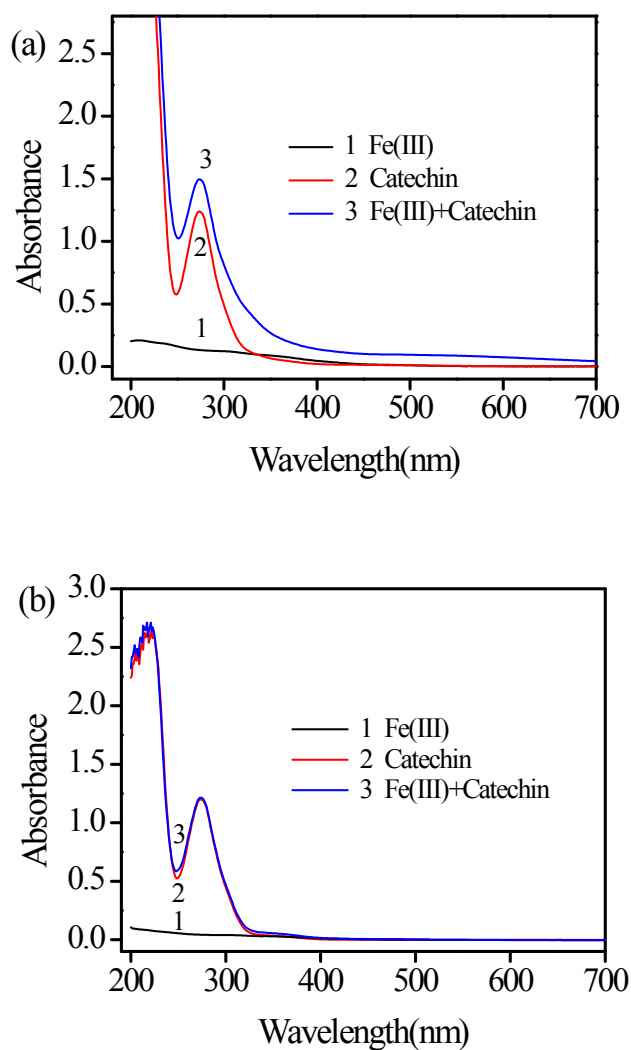 (a)
2.5
2.0
1.5
1.0
0.5
0.0
Absorbance
3
2
1
1 Fe(III)
2 Catechin
3 Fe(III)+Catechin
200 300 400 500 600 700
Wavelength(nm)
(b)
3.0
2.5
2.0
1.5
1.0
0.5
0.0
Absorbance
3
2
1
1 Fe(III)
2 Catechin
3 Fe(III)+Catechin
200 300 400 500 600 700
Wavelength(nm)